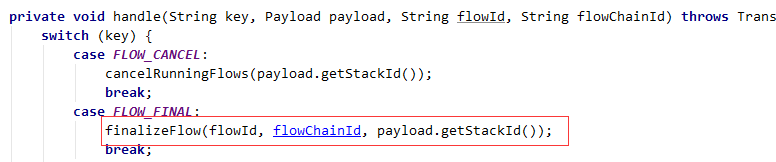 private void handle(String key, Payload payload, String flowId, String flowChainId) throws Trans
switch (key) {
case FLOW_CANCEL:
cancelRunningFlows(payload.getStackId());
break;
case FLOW_FINAL:
finalizeFlow(flowId, flowChainId, payload.getStackId());
break;